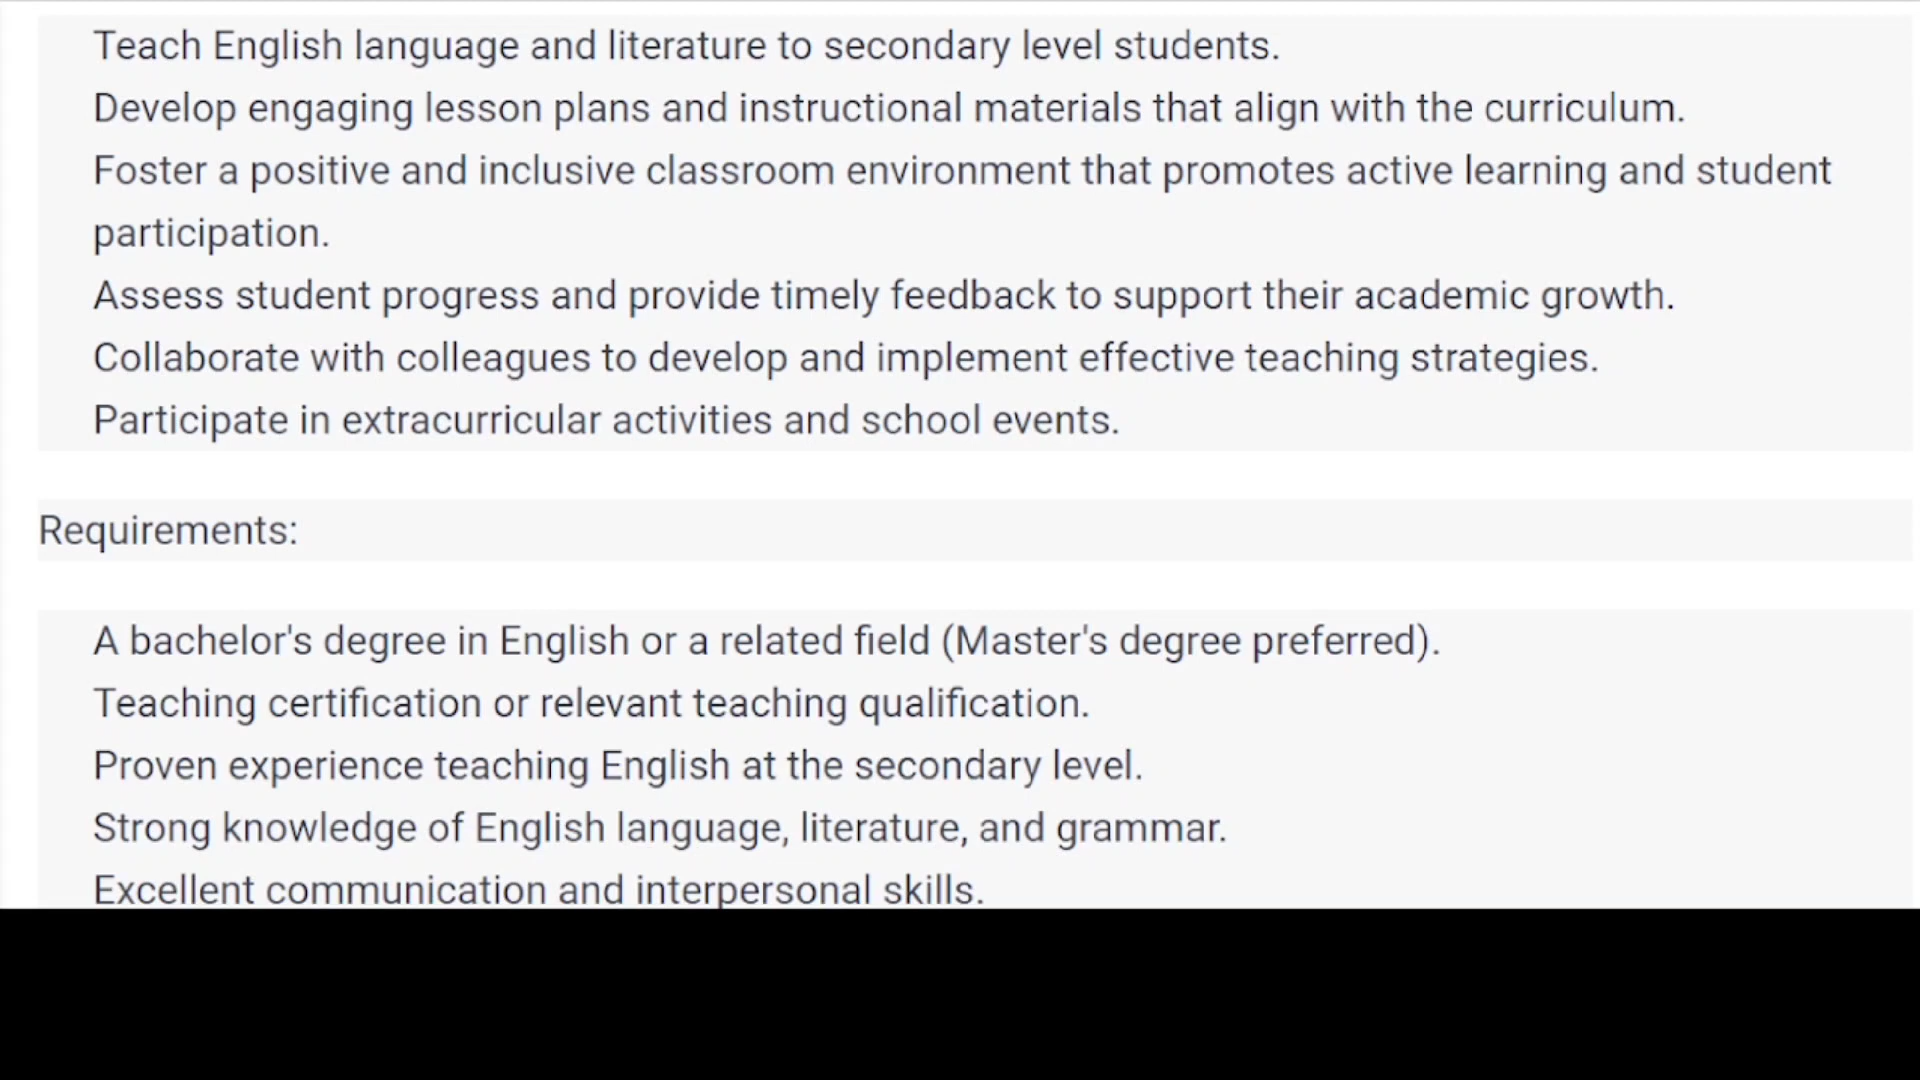 Teach English language and literature to secondary level students.
Develop engaging lesson plans and instructional materials that align with the curriculum.
Foster a positive and inclusive classroom environment that promotes active learning and student
participation.
Assess student progress and provide timely feedback to support their academic growth.
Collaborate with colleagues to develop and implement effective teaching strategies.
Participate in extracurricular activities and school events.
Requirements:
A bachelor's degree in English or a related field (Master's degree preferred).
Teaching certification or relevant teaching qualification.
Proven experience teaching English at the secondary level.
Strong knowledge of English language, literature, and grammar.
Excellent communication and interpersonal skills.